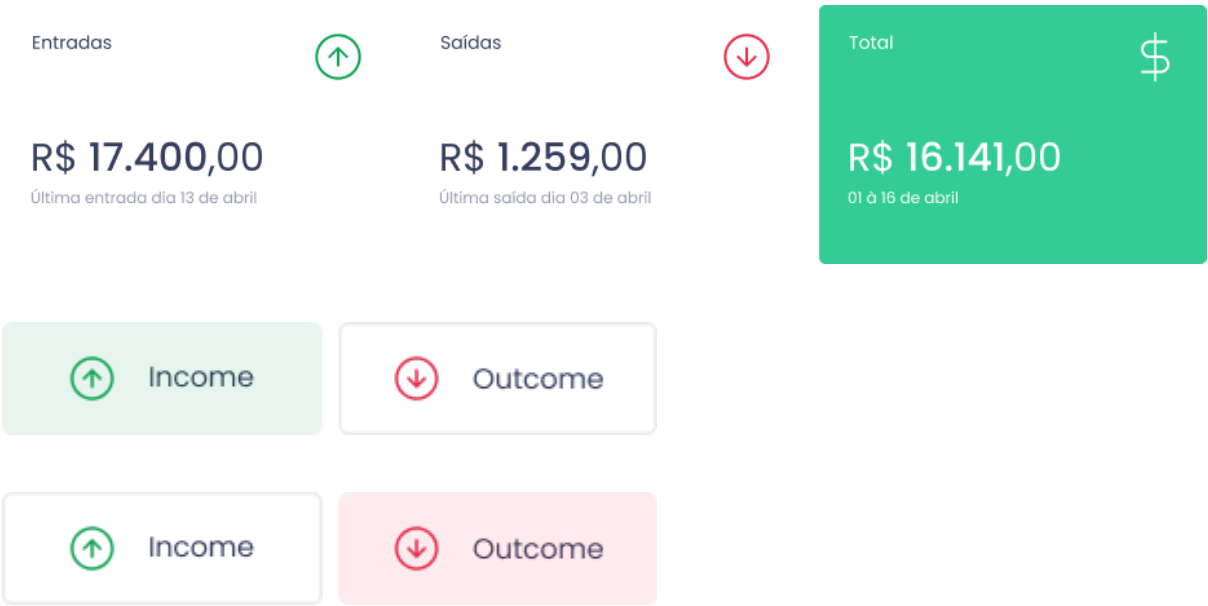 Entradas
R$ 17.400,00
Última entrada dia 13 de abril
Saídas
R$ 1.259,00
Última saída dia 03 de abril
Total
$
R$ 16.141,00
01 à 16 de abril
Income
Outcome
Income
Outcome